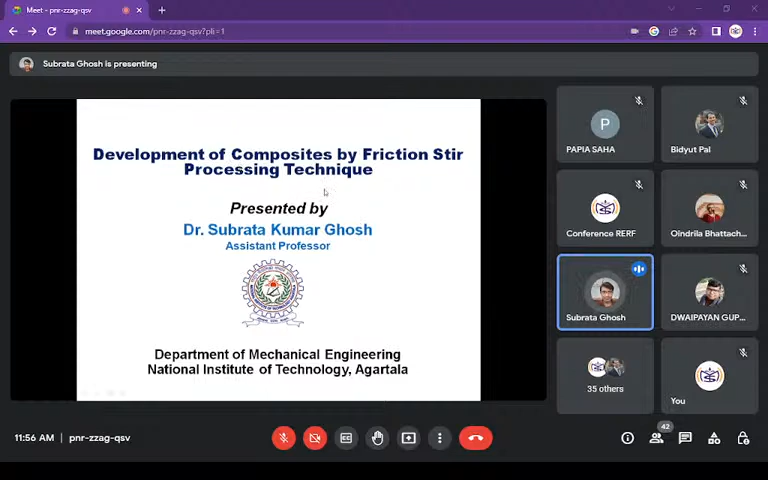 Meet - pnr-zzag-qsv
meet.google.com/pnr-zzag-qsv?pli=1
Subrata Ghosh is presenting
Development of Composites by Friction Stir
Processing Technique
Presented by
Dr. Subrata Kumar Ghosh
Assistant Professor
Department of Mechanical Engineering
National Institute of Technology, Agartala
P
PAPIA SAHA
Bidyut Pal
Conference RERF
Oindrila Bhattach...
Subrata Ghosh
DWAIPAYAN GUP...
35 others
You
11:56 AM | pnr-zzag-qsv
CC
42